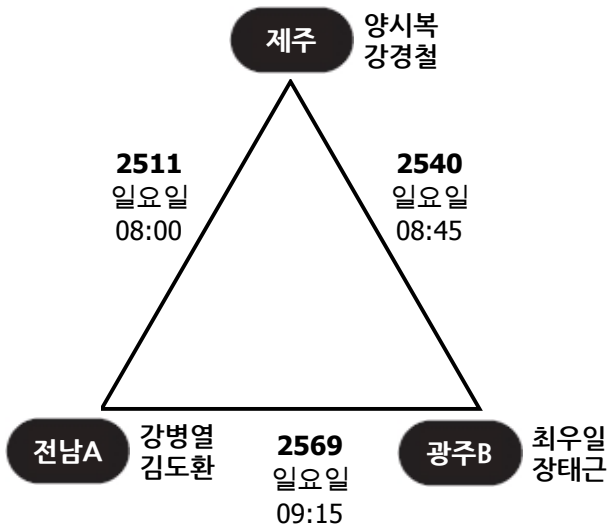 제주
양시복
강경철
2511
일요일
08:00
2540
일요일
08:45
전남A
강병열
김도환
2569
일요일
09:15
광주B
최우일
장태근